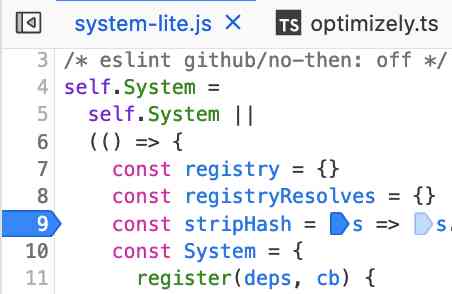 system-lite.js × TS optimizely.ts
3 /* eslint github/no-then: off */
4 self.System =
5 self.System ||
6 (() => {
7 const registry = {}
8 const registryResolves = {}
9 const stripHash = s => s.
10 const System = {
11 register(deps, cb) {